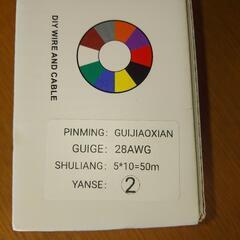 DIY WIRE AND CABLE
PINMING: GUIJIAOXIAN
GUIGE: 28AWG
SHULIANG: 5*10=50m
YANSE: 2